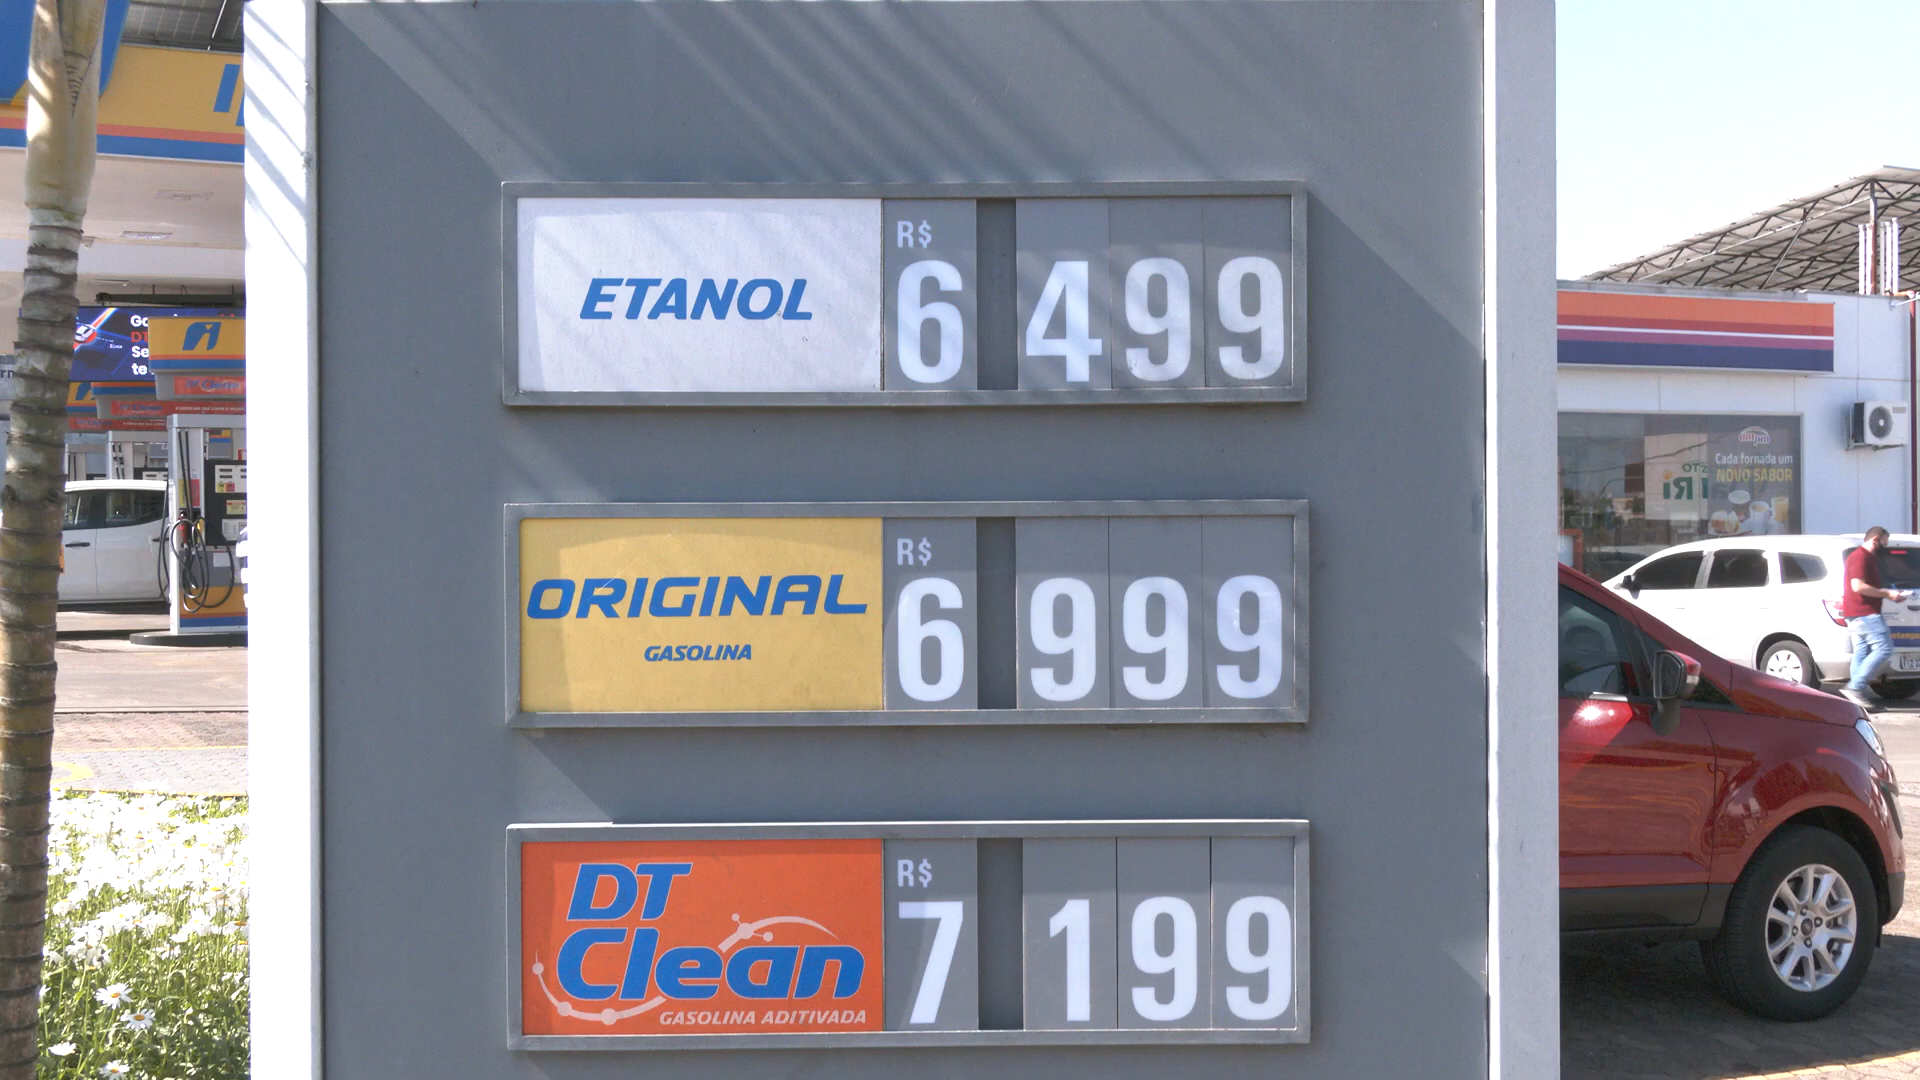 ETANOL
R$
6 499
ORIGINAL
GASOLINA
R$
6 999
DT
Clean
GASOLINA ADITIVADA
R$
7 199
Cada fornada um
NOVO SABOR